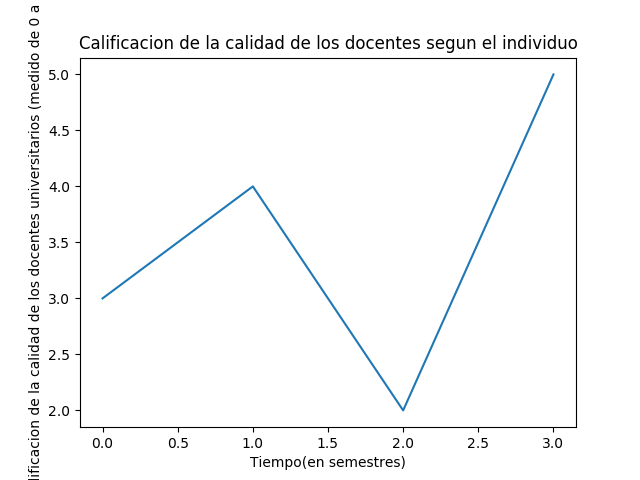 Calificacion de la calidad de los docentes segun el individuo
lificacion de la calidad de los docentes universitarios (medido de 0 a
5.0
4.5
4.0
3.5
3.0
2.5
2.0
0.0 0.5 1.0 1.5 2.0 2.5 3.0
Tiempo(en semestres)